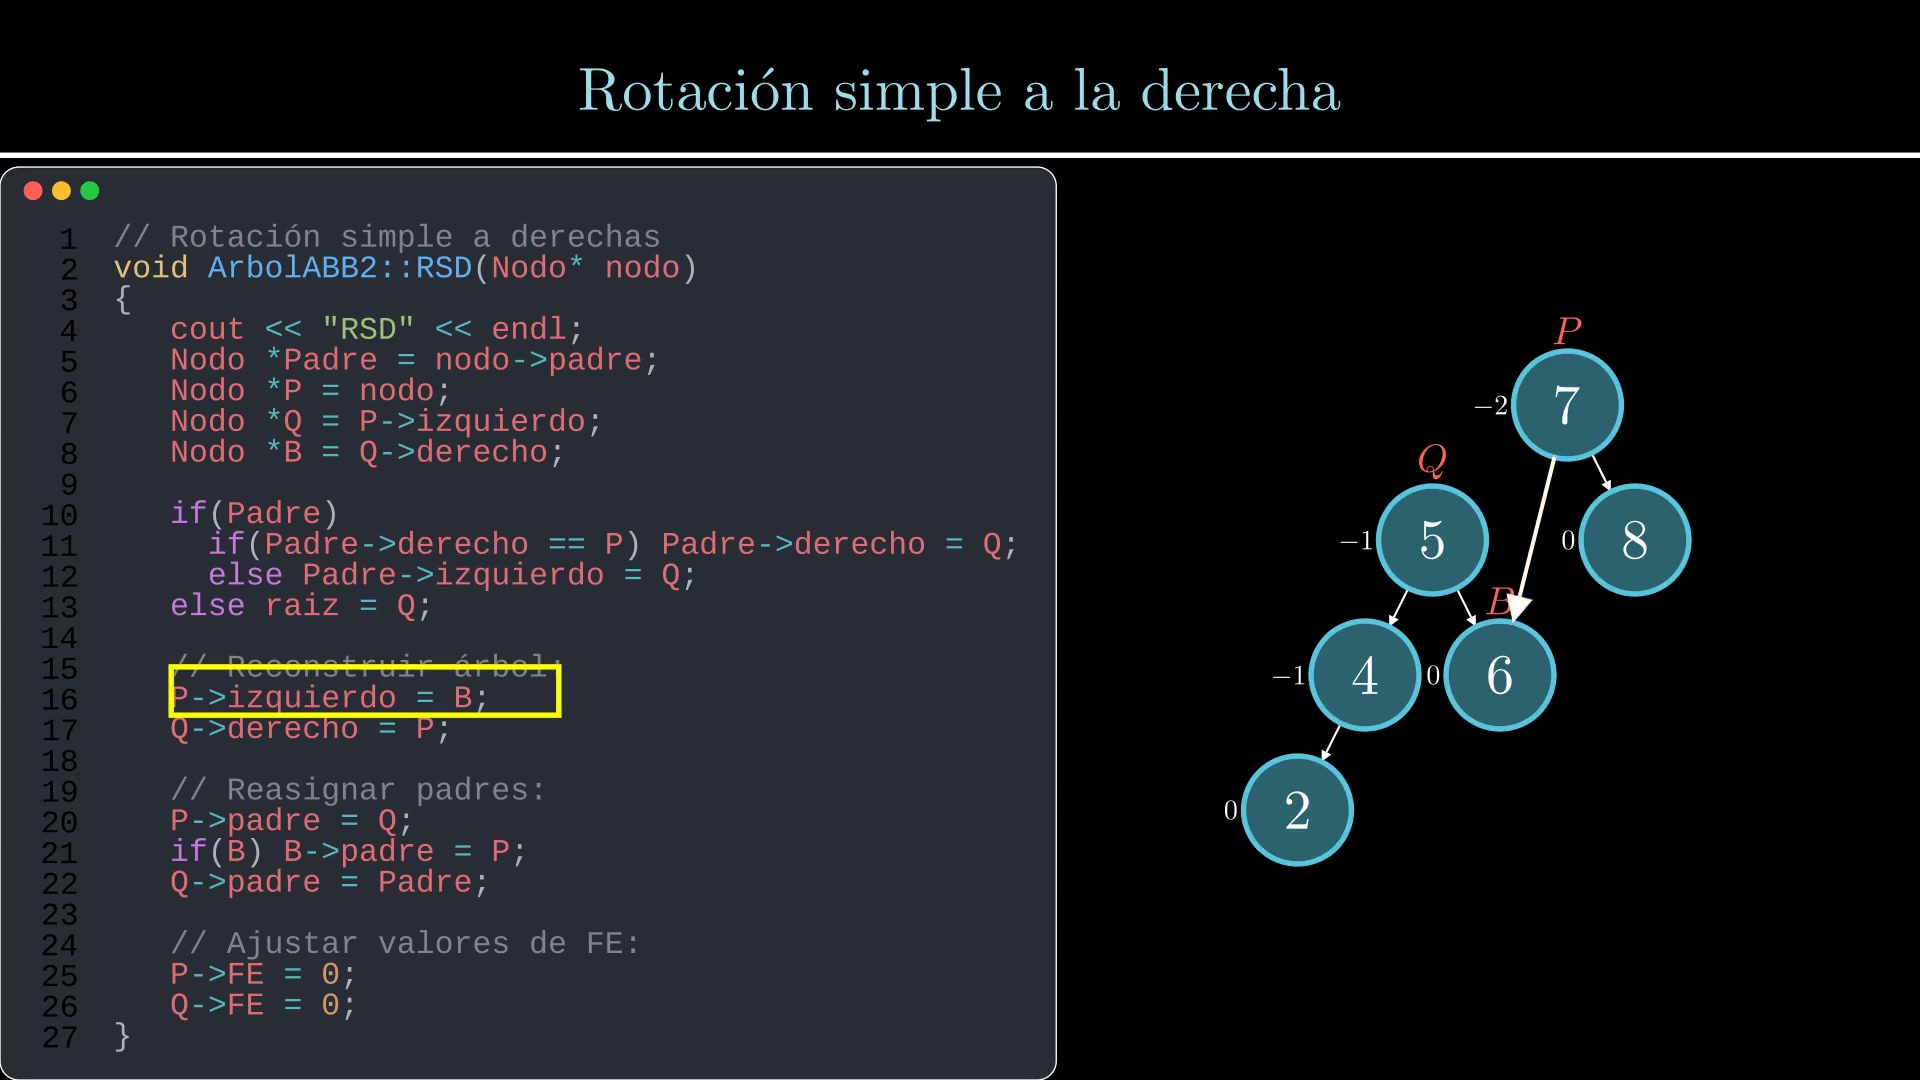 Rotación simple a la derecha
1 // Rotación simple a derechas
2 void ArbolABB2::RSD(Nodo* nodo)
3 {
4 cout << "RSD" << endl;
5 Nodo *Padre = nodo->padre;
6 Nodo *P = nodo;
7 Nodo *Q = P->izquierdo;
8 Nodo *B = Q->derecho;
9
10 if(Padre)
11 if(Padre->derecho == P) Padre->derecho = Q;
12 else Padre->izquierdo = Q;
13 else raiz = Q;
14
15 // Reconstruir árbol:
16 P->izquierdo = B;
17 Q->derecho = P;
18
19 // Reasignar padres:
20 P->padre = Q;
21 if(B) B->padre = P;
22 Q->padre = Padre;
23
24 // Ajustar valores de FE:
25 P->FE = 0;
26 Q->FE = 0;
27 }
P
−2 7
Q
−1 5
0 8
B
−1 4
0 6
0 2